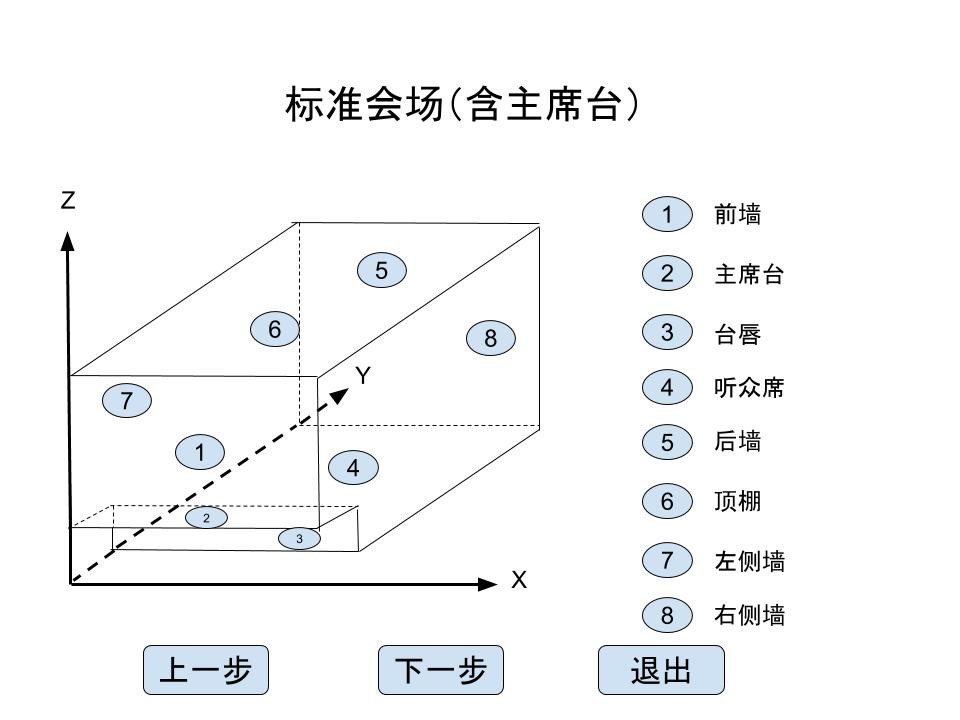 标准会场(含主席台)
Z
5
6
8
Y
7
1
4
2
3
X
1 前墙
2 主席台
3 台唇
4 听众席
5 后墙
6 顶棚
7 左侧墙
8 右侧墙
上一步 下一步 退出